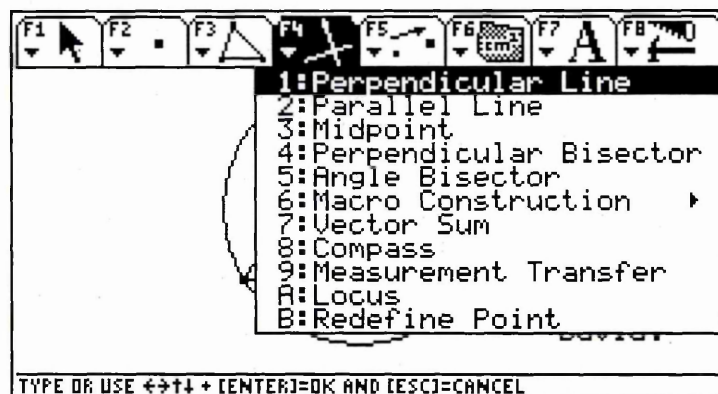 F1 F2 F3 F4 F5 F6 F7 A F8
1:Perpendicular Line
2:Parallel Line
3:Midpoint
4:Perpendicular Bisector
5:Angle Bisector
6:Macro Construction ▸
7:Vector Sum
8:Compass
9:Measurement Transfer
A:Locus
B:Redefine Point
TYPE OR USE ←→↑↓ + [ENTER]=OK AND [ESC]=CANCEL